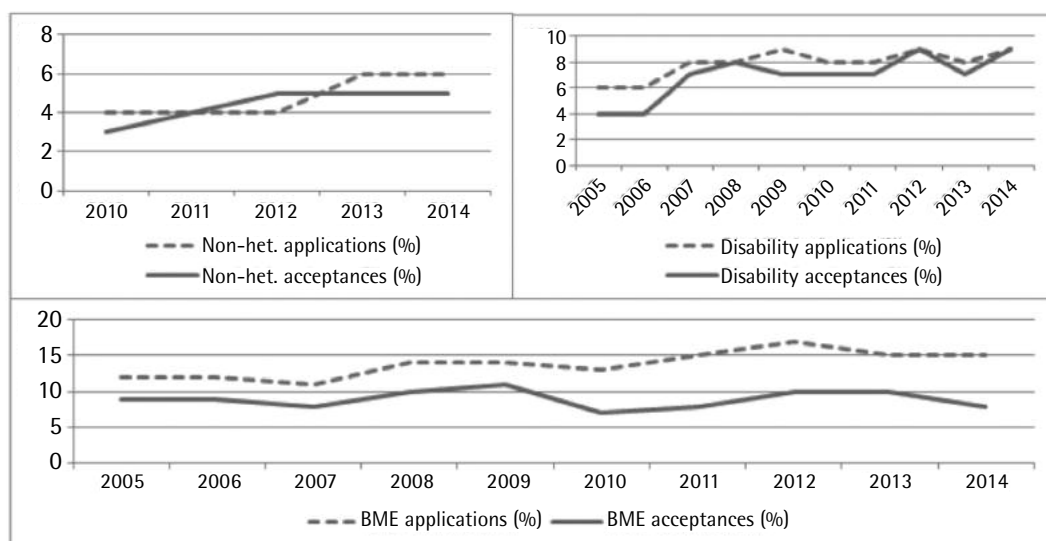 8
6
4
2
0
2010 2011 2012 2013 2014
Non-het. applications (%)
Non-het. acceptances (%)
10
8
6
4
2
0
2005 2006 2007 2008 2009 2010 2011 2012 2013 2014
Disability applications (%)
Disability acceptances (%)
20
15
10
5
0
2005 2006 2007 2008 2009 2010 2011 2012 2013 2014
BME applications (%) BME acceptances (%)